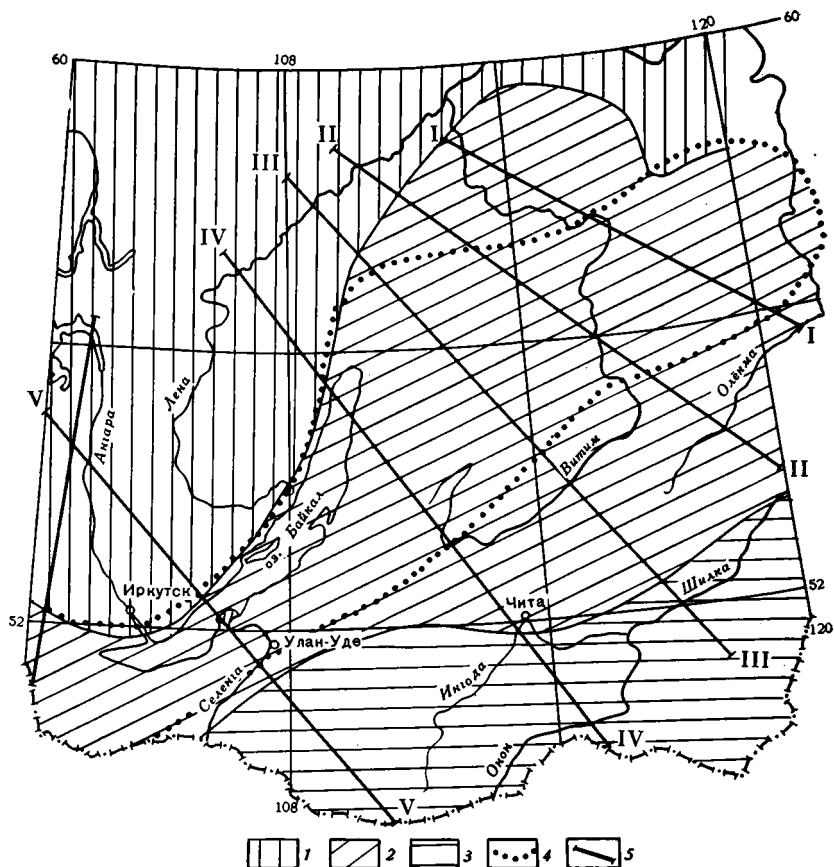 60
108
120
60
I
II
III
IV
V
Лена
Ангара
оз. Байкал
Витим
Олёкма
I
II
Шилка
Иркутск
Чита
52
52
120
Улан-Уде
III
Селенга
Ингода
Онон
IV
108
V
1 2 3 4 5